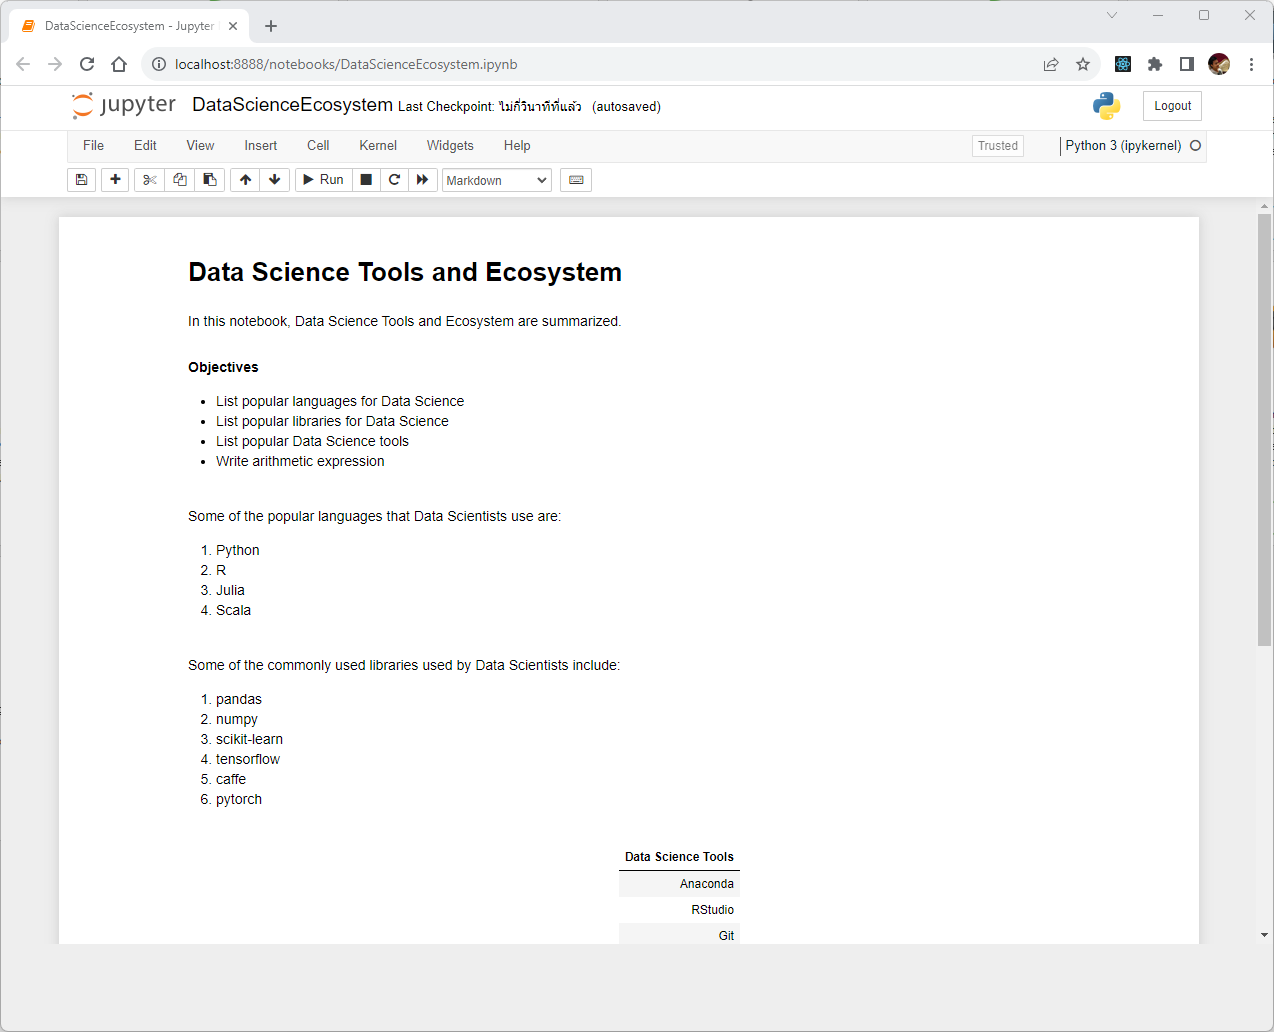 DataScienceEcosystem - Jupyter
localhost:8888/notebooks/DataScienceEcosystem.ipynb
jupyter DataScienceEcosystem Last Checkpoint: ไม่กี่วินาทีที่แล้ว (autosaved)
Logout
File Edit View Insert Cell Kernel Widgets Help
Trusted
Python 3 (ipykernel)
Run
Markdown
Data Science Tools and Ecosystem
In this notebook, Data Science Tools and Ecosystem are summarized.
Objectives
• List popular languages for Data Science
• List popular libraries for Data Science
• List popular Data Science tools
• Write arithmetic expression
Some of the popular languages that Data Scientists use are:
1. Python
2. R
3. Julia
4. Scala
Some of the commonly used libraries used by Data Scientists include:
1. pandas
2. numpy
3. scikit-learn
4. tensorflow
5. caffe
6. pytorch
Data Science Tools
Anaconda
RStudio
Git